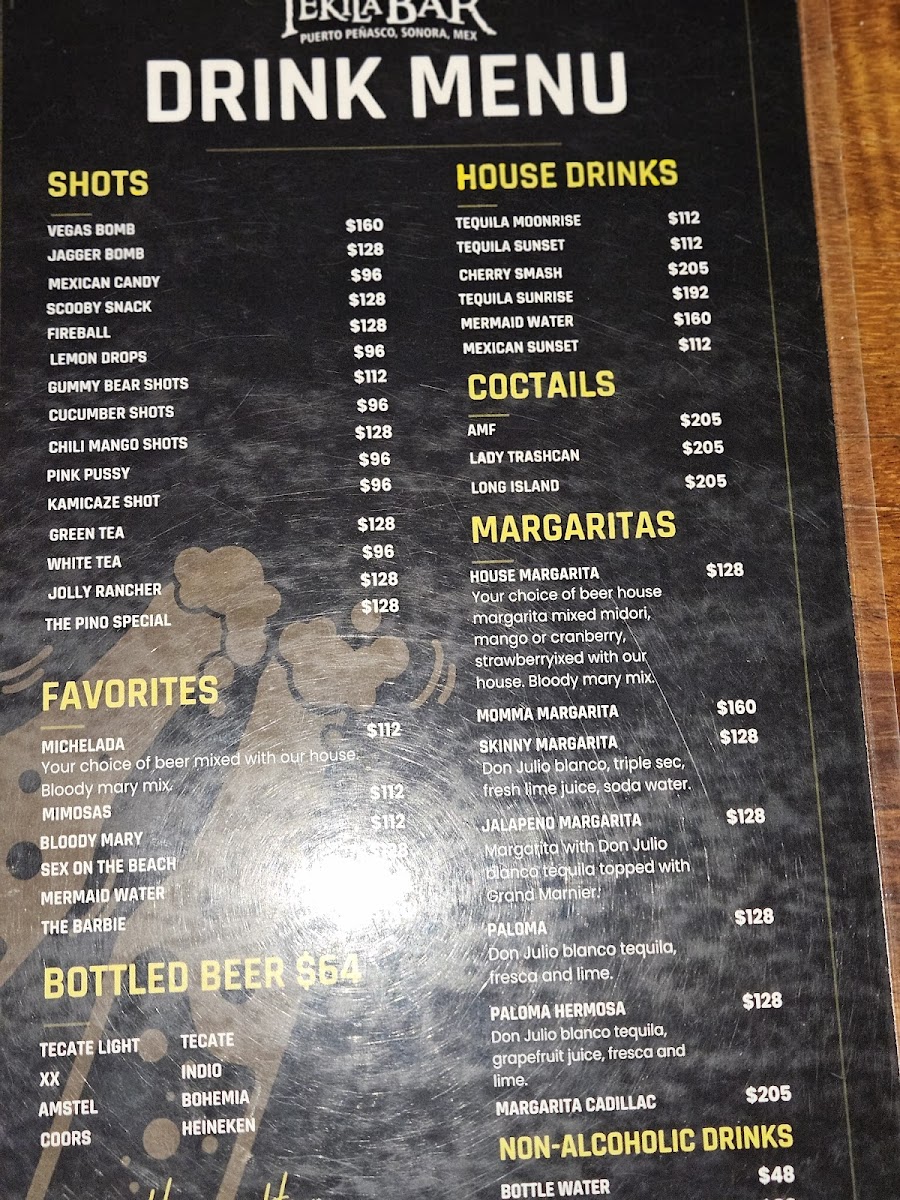 TEKILA BAR
PUERTO PEÑASCO, SONORA, MEX
DRINK MENU
SHOTS
VEGAS BOMB $160
JAGGER BOMB $128
MEXICAN CANDY $96
SCOOBY SNACK $128
FIREBALL $128
LEMON DROPS $96
GUMMY BEAR SHOTS $112
CUCUMBER SHOTS $96
CHILI MANGO SHOTS $128
PINK PUSSY $96
KAMICAZE SHOT $96
GREEN TEA $128
WHITE TEA $96
JOLLY RANCHER $128
THE PINO SPECIAL $128
FAVORITES
MICHELADA $112
Your choice of beer mixed with our house.
Bloody mary mix.
MIMOSAS $112
BLOODY MARY $112
SEX ON THE BEACH
MERMAID WATER
THE BARBIE
BOTTLED BEER $64
TECATE LIGHT TECATE
XX INDIO
AMSTEL BOHEMIA
COORS HEINEKEN
HOUSE DRINKS
TEQUILA MOONRISE $112
TEQUILA SUNSET $112
CHERRY SMASH $205
TEQUILA SUNRISE $192
MERMAID WATER $160
MEXICAN SUNSET $112
COCTAILS
AMF $205
LADY TRASHCAN $205
LONG ISLAND $205
MARGARITAS
HOUSE MARGARITA $128
Your choice of beer house
margarita mixed midori,
mango or cranberry,
strawberryixed with our
house. Bloody mary mix.
MOMMA MARGARITA $160
SKINNY MARGARITA $128
Don Julio blanco, triple sec,
fresh lime juice, soda water.
JALAPENO MARGARITA $128
Margarita with Don Julio
blanco tequila topped with
Grand Marnier.
PALOMA $128
Don Julio blanco tequila,
fresca and lime.
PALOMA HERMOSA $128
Don Julio blanco tequila,
grapefruit juice, fresca and
lime.
MARGARITA CADILLAC $205
NON-ALCOHOLIC DRINKS
BOTTLE WATER $48